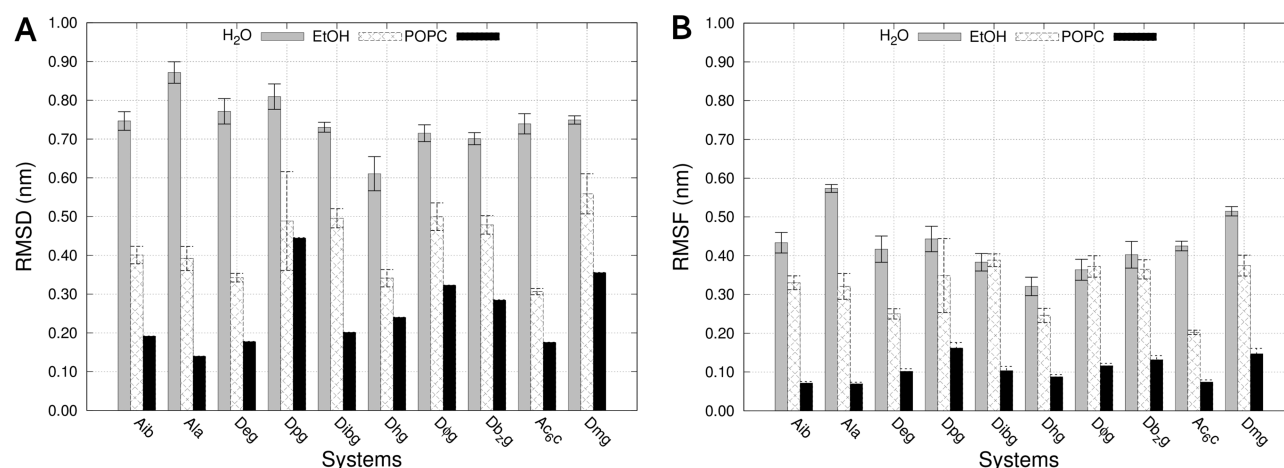 A
H₂O EtOH POPC
RMSD (nm)
1.00
0.90
0.80
0.70
0.60
0.50
0.40
0.30
0.20
0.10
0.00
Aib Ala Deg Dpg Dibg Dhg Dϕg Db₂g Ac₆c Dmg
Systems
B
H₂O EtOH POPC
RMSF (nm)
1.00
0.90
0.80
0.70
0.60
0.50
0.40
0.30
0.20
0.10
0.00
Aib Ala Deg Dpg Dibg Dhg Dϕg Db₂g Ac₆c Dmg
Systems